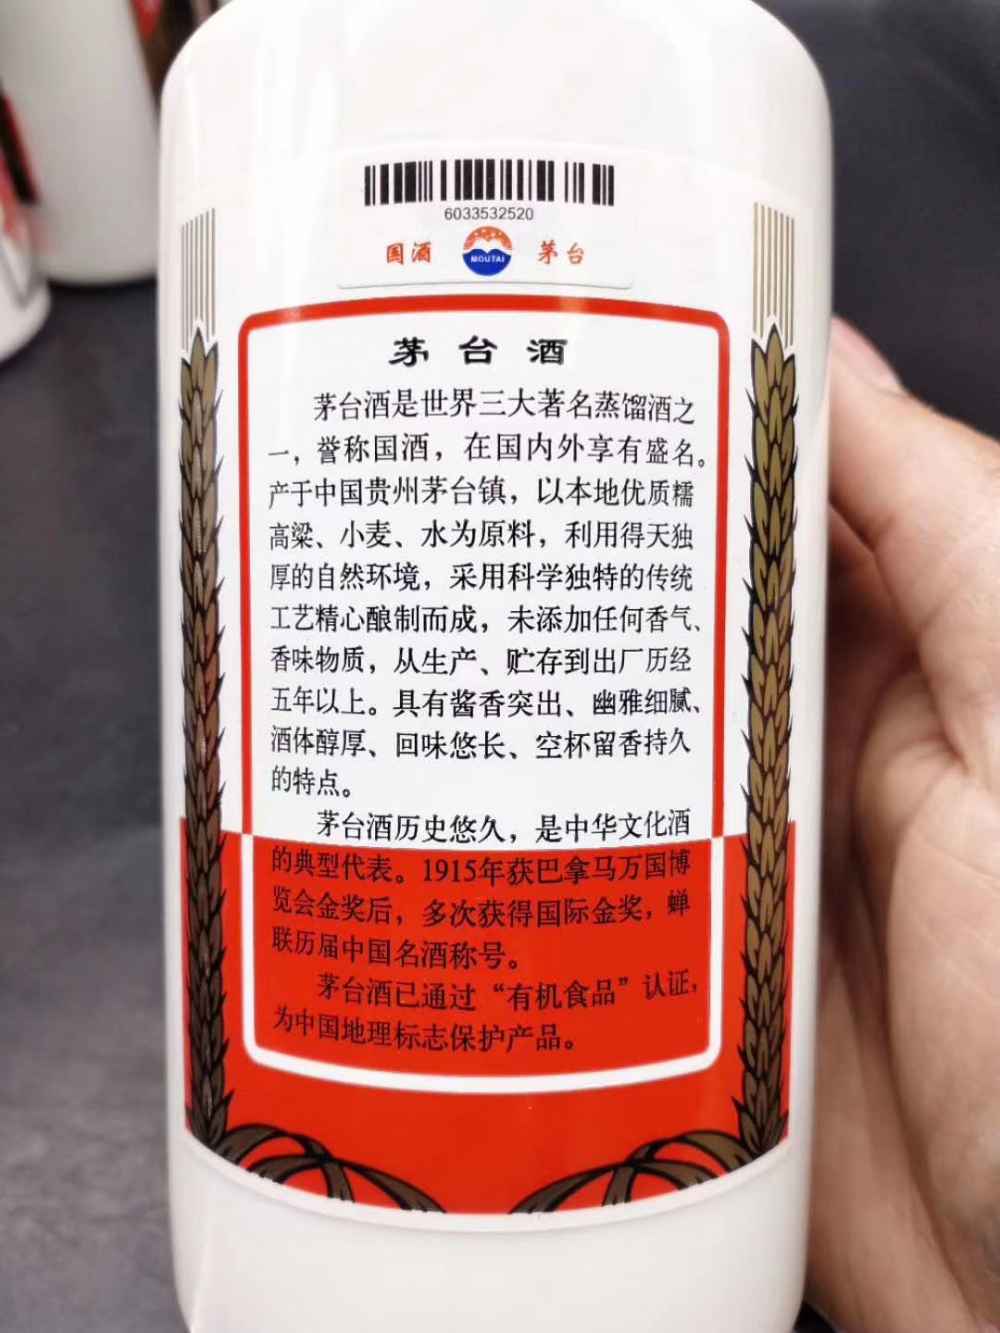 6033532520
国酒 MOUTAI 茅台
茅台酒
茅台酒是世界三大著名蒸馏酒之
一，誉称国酒，在国内外享有盛名。
产于中国贵州茅台镇，以本地优质糯
高粱、小麦、水为原料，利用得天独
厚的自然环境，采用科学独特的传统
工艺精心酿制而成，未添加任何香气、
香味物质，从生产、贮存到出厂历经
五年以上。具有酱香突出、幽雅细腻、
酒体醇厚、回味悠长、空杯留香持久
的特点。
茅台酒历史悠久，是中华文化酒
的典型代表。1915年获巴拿马万国博
览会金奖后，多次获得国际金奖，蝉
联历届中国名酒称号。
茅台酒已通过“有机食品”认证，
为中国地理标志保护产品。